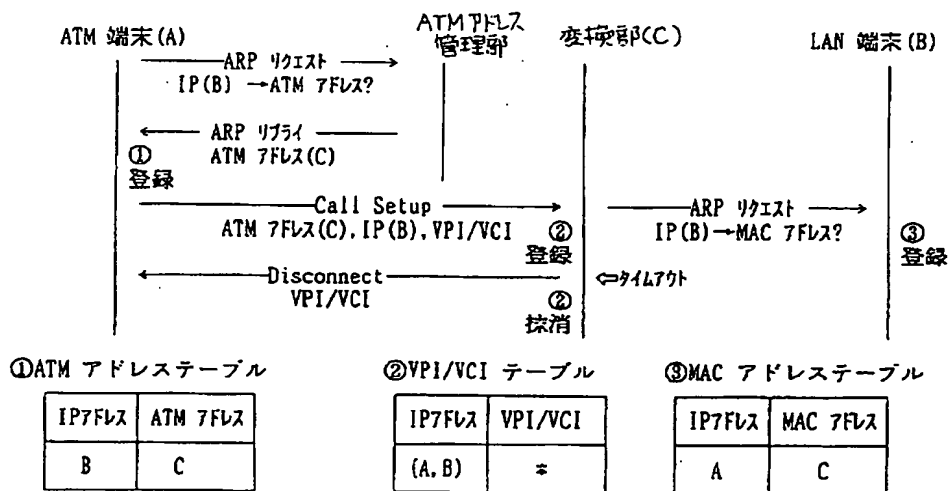 ATM 端末(A)
ATMアドレス
管理部
変換部(C)
LAN 端末(B)
ARP リクエスト
IP(B) →ATM アドレス?
ARP リプライ
ATM アドレス(C)
①
登録
Call Setup
ATM アドレス(C), IP(B), VPI/VCI
②
登録
ARP リクエスト
IP(B)→MAC アドレス?
③
登録
Disconnect
VPI/VCI
⇦タイムアウト
②
抹消
①ATM アドレステーブル
IPアドレス ATM アドレス
B C
②VPI/VCI テーブル
IPアドレス VPI/VCI
(A, B) *
③MAC アドレステーブル
IPアドレス MAC アドレス
A C